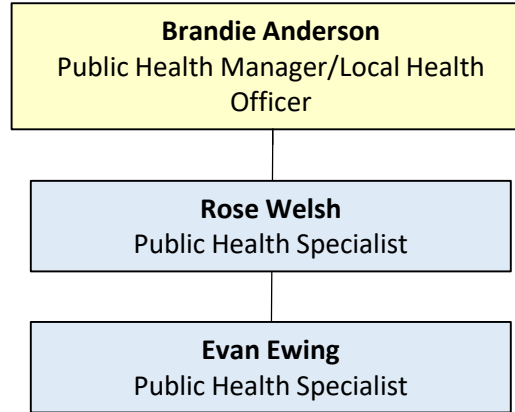 Brandie Anderson
Public Health Manager/Local Health
Officer
Rose Welsh
Public Health Specialist
Evan Ewing
Public Health Specialist